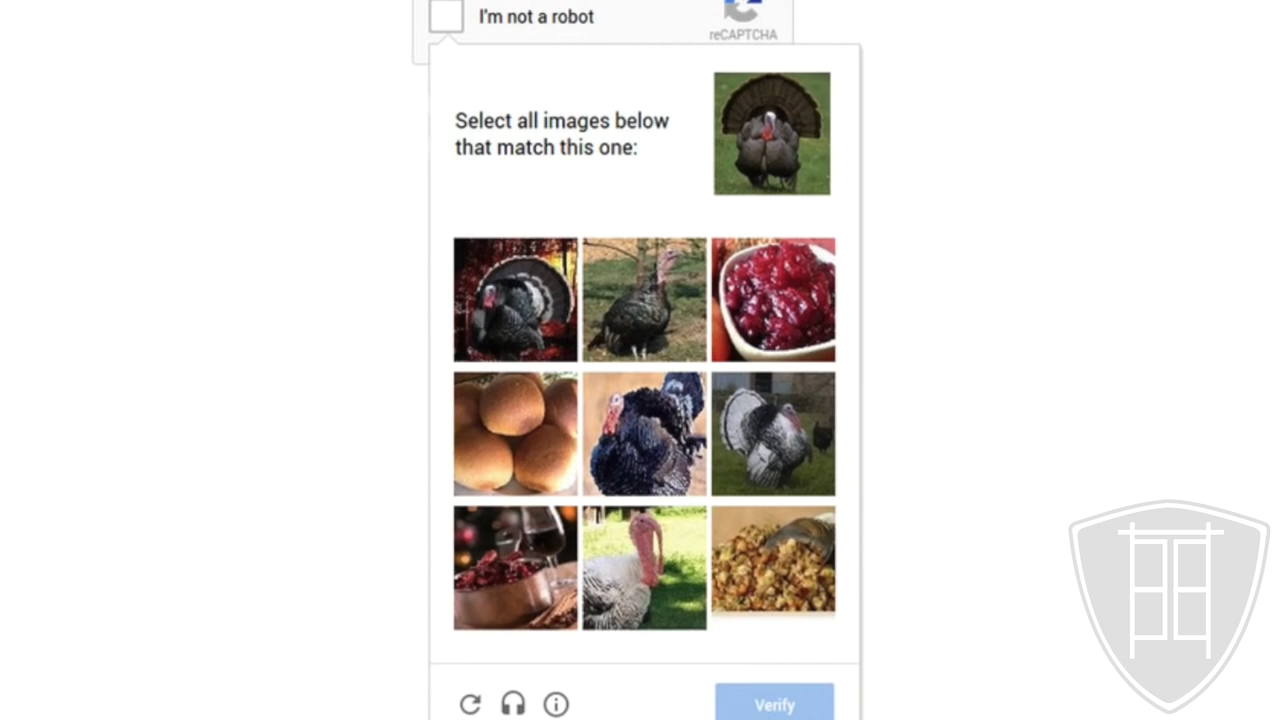 I'm not a robot
reCAPTCHA
Select all images below
that match this one:
Verify